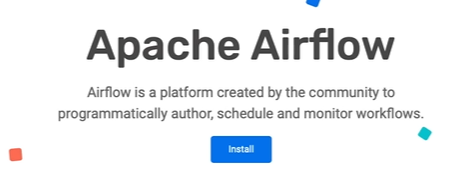 Apache Airflow
Airflow is a platform created by the community to
programmatically author, schedule and monitor workflows.
Install